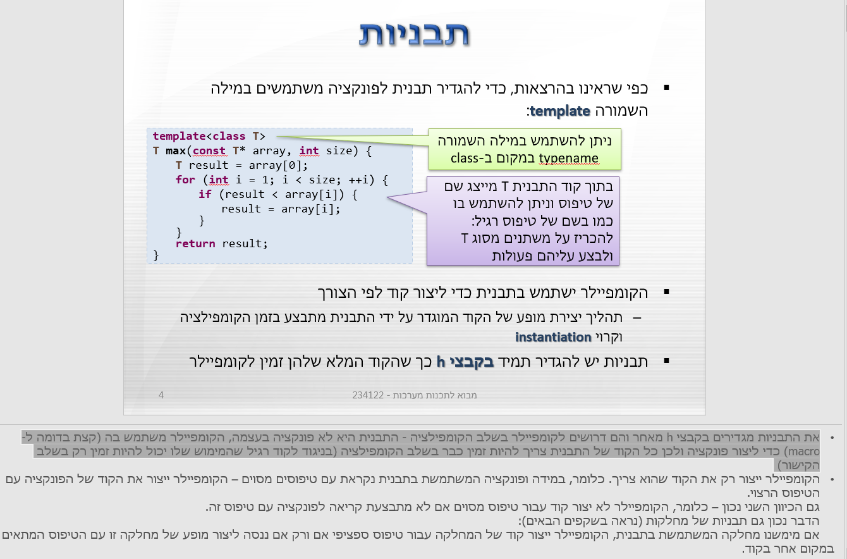 תבניות
כפי שראינו בהרצאות, כדי להגדיר תבנית לפונקציה משתמשים במילה
השמורה template:
template<class T>
T max(const T* array, int size) {
T result = array[0];
for (int i = 1; i < size; ++i) {
if (result < array[i]) {
result = array[i];
}
}
return result;
}
ניתן להשתמש במילה השמורה
typename במקום ב-class
בתוך קוד התבנית T מייצג שם
של טיפוס וניתן להשתמש בו
כמו בשם של טיפוס רגיל:
להכריז על משתנים מסוג T
ולבצע עליהם פעולות
הקומפיילר ישתמש בתבנית כדי ליצור קוד לפי הצורך
– תהליך יצירת מופע של הקוד המוגדר על ידי התבנית מתבצע בזמן הקומפילציה
וקרוי instantiation
תבניות יש להגדיר תמיד בקבצי h כך שהקוד המלא שלהן זמין לקומפיילר
מבוא לתכנות מערכות - 234122
4
את התבניות מגדירים בקבצי h מאחר והם דרושים לקומפיילר בשלב הקומפילציה - התבנית היא לא פונקציה בעצמה, הקומפיילר משתמש בה (קצת בדומה ל-
macro) כדי ליצור פונקציה ולכן כל הקוד של התבנית צריך להיות זמין כבר בשלב הקומפילציה (בניגוד לקוד רגיל שהמימוש שלו יכול להיות זמין רק בשלב
הקישור)
הקומפיילר ייצור רק את הקוד שהוא צריך. כלומר, במידה ופונקציה המשתמשת בתבנית נקראת עם טיפוסים מסוים – הקומפיילר ייצור את הקוד של הפונקציה עם
הטיפוס הרצוי.
גם הכיוון השני נכון – כלומר, הקומפיילר לא יצור קוד עבור טיפוס מסוים אם לא מתבצעת קריאה לפונקציה עם טיפוס זה.
הדבר נכון גם תבניות של מחלקות (נראה בשקפים הבאים):
אם מימשנו מחלקה המשתמשת בתבנית, הקומפיילר ייצור קוד של המחלקה עבור טיפוס ספציפי אם ורק אם ננסה ליצור מופע של מחלקה זו עם הטיפוס המתאים
במקום אחר בקוד.